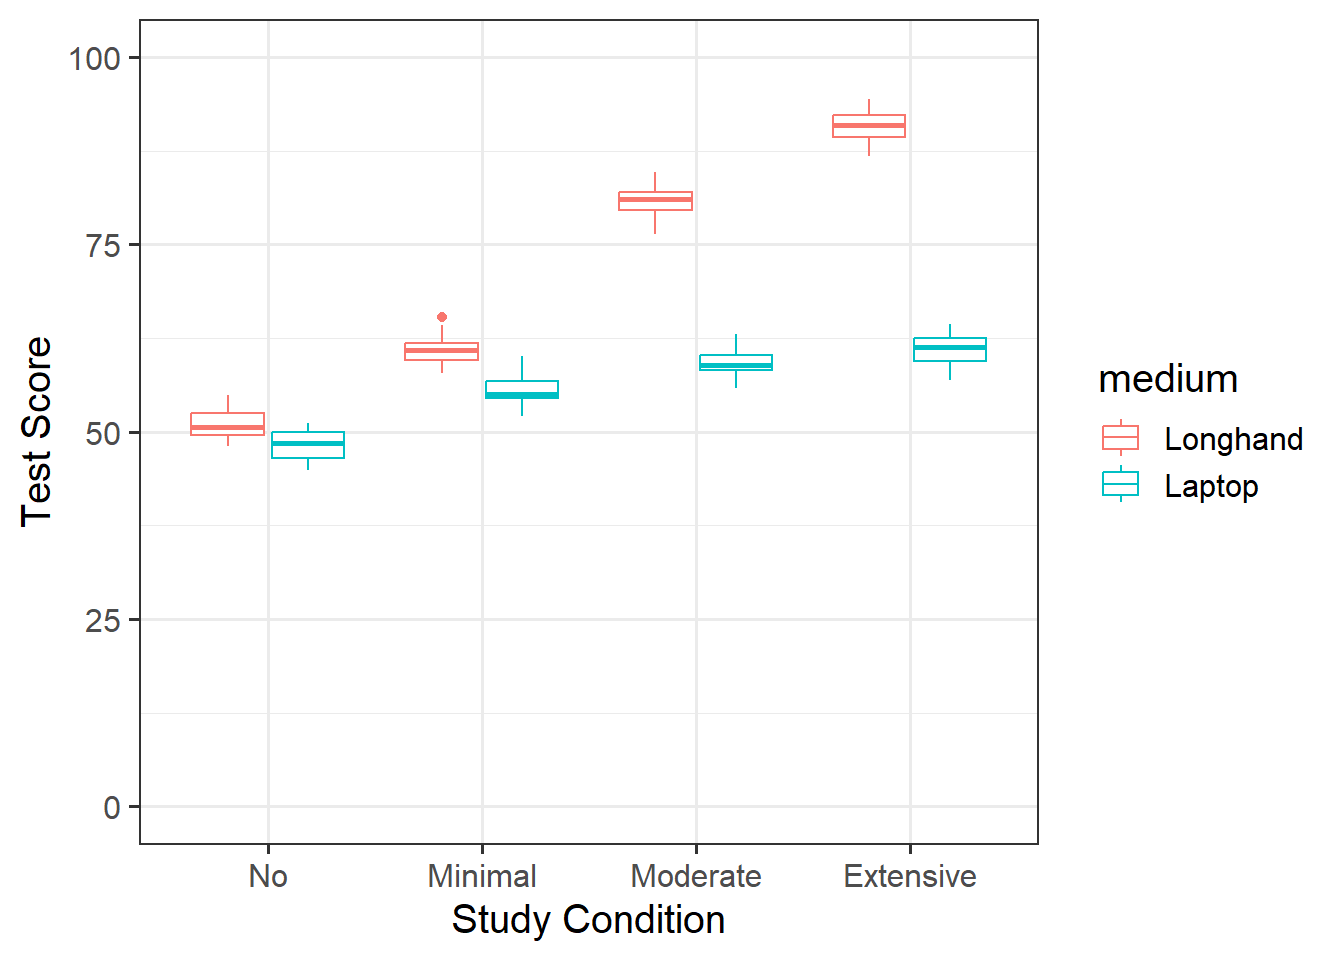 100
75
50
25
0
Test Score
No
Minimal
Moderate
Extensive
Study Condition
medium
Longhand
Laptop